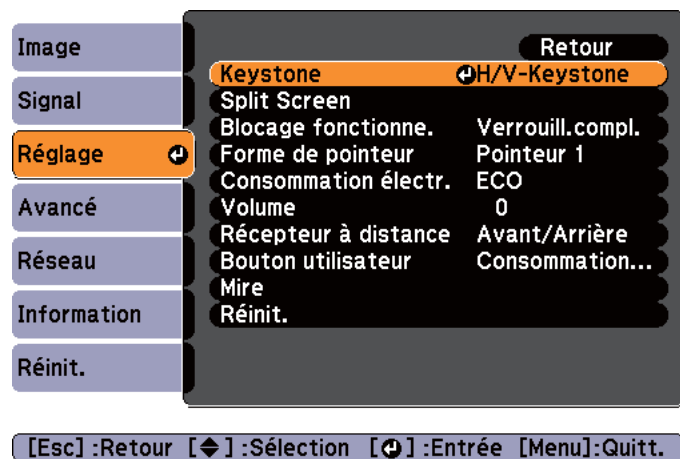 Image
Signal
Réglage
Avancé
Réseau
Information
Réinit.
Retour
Keystone H/V-Keystone
Split Screen
Blocage fonctionne. Verrouill.compl.
Forme de pointeur Pointeur 1
Consommation électr. ECO
Volume 0
Récepteur à distance Avant/Arrière
Bouton utilisateur Consommation...
Mire
Réinit.
[Esc] :Retour [◆] :Sélection [⏎] :Entrée [Menu]:Quitt.